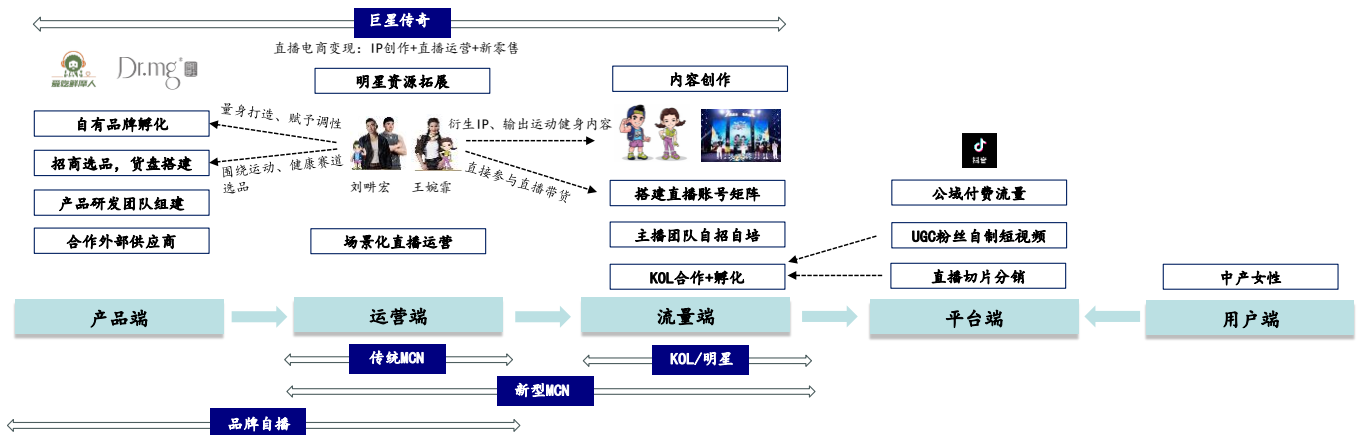 巨星传奇
直播电商变现：IP创作+直播运营+新零售
爱吃鲜摩人
Dr.mg
明星资源拓展
内容创作
量身打造、赋予调性
衍生IP、输出运动健身内容
自有品牌孵化
招商选品，货盘搭建
围绕运动、健康赛道
选品
直接参与直播带货
抖音
产品研发团队组建
刘畊宏
王婉霏
搭建直播账号矩阵
公域付费流量
合作外部供应商
场景化直播运营
主播团队自招自培
UGC粉丝自制短视频
KOL合作+孵化
直播切片分销
中产女性
产品端
运营端
流量端
平台端
用户端
传统MCN
KOL/明星
新型MCN
品牌自播